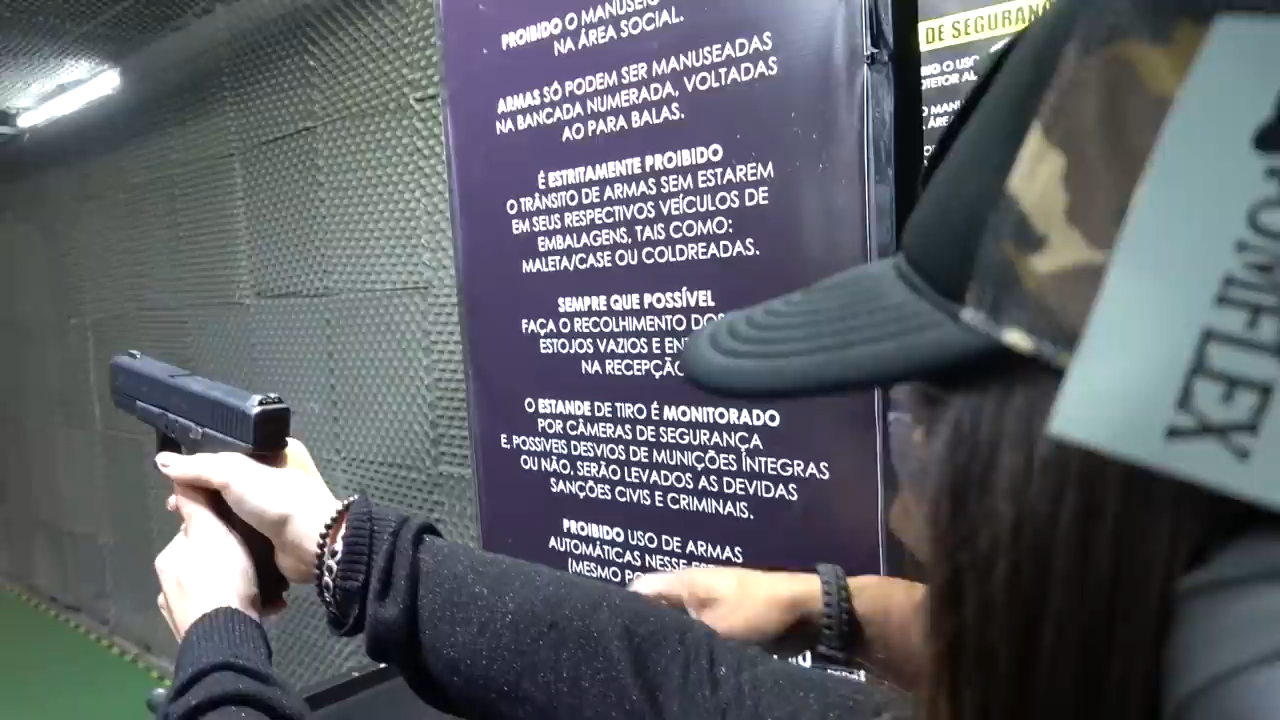 PROIBIDO O MANUSEIO
NA ÁREA SOCIAL.
ARMAS SÓ PODEM SER MANUSEADAS
NA BANCADA NUMERADA, VOLTADAS
AO PARA BALAS.
É ESTRITAMENTE PROIBIDO
O TRÂNSITO DE ARMAS SEM ESTAREM
EM SEUS RESPECTIVOS VEÍCULOS DE
EMBALAGENS, TAIS COMO:
MALETA/CASE OU COLDREADAS.
SEMPRE QUE POSSÍVEL
FAÇA O RECOLHIMENTO DOS
ESTOJOS VAZIOS E
NA RECEPÇÃO
O ESTANDE DE TIRO É MONITORADO
POR CÂMERAS DE SEGURANÇA
E, POSSÍVEIS DESVIOS DE MUNIÇÕES ÍNTEGRAS
OU NÃO, SERÃO LEVADOS AS DEVIDAS
SANÇÕES CIVIS E CRIMINAIS.
PROIBIDO USO DE ARMAS
AUTOMÁTICAS NESSE
(MESMO
DE SEGURANÇA
O USO